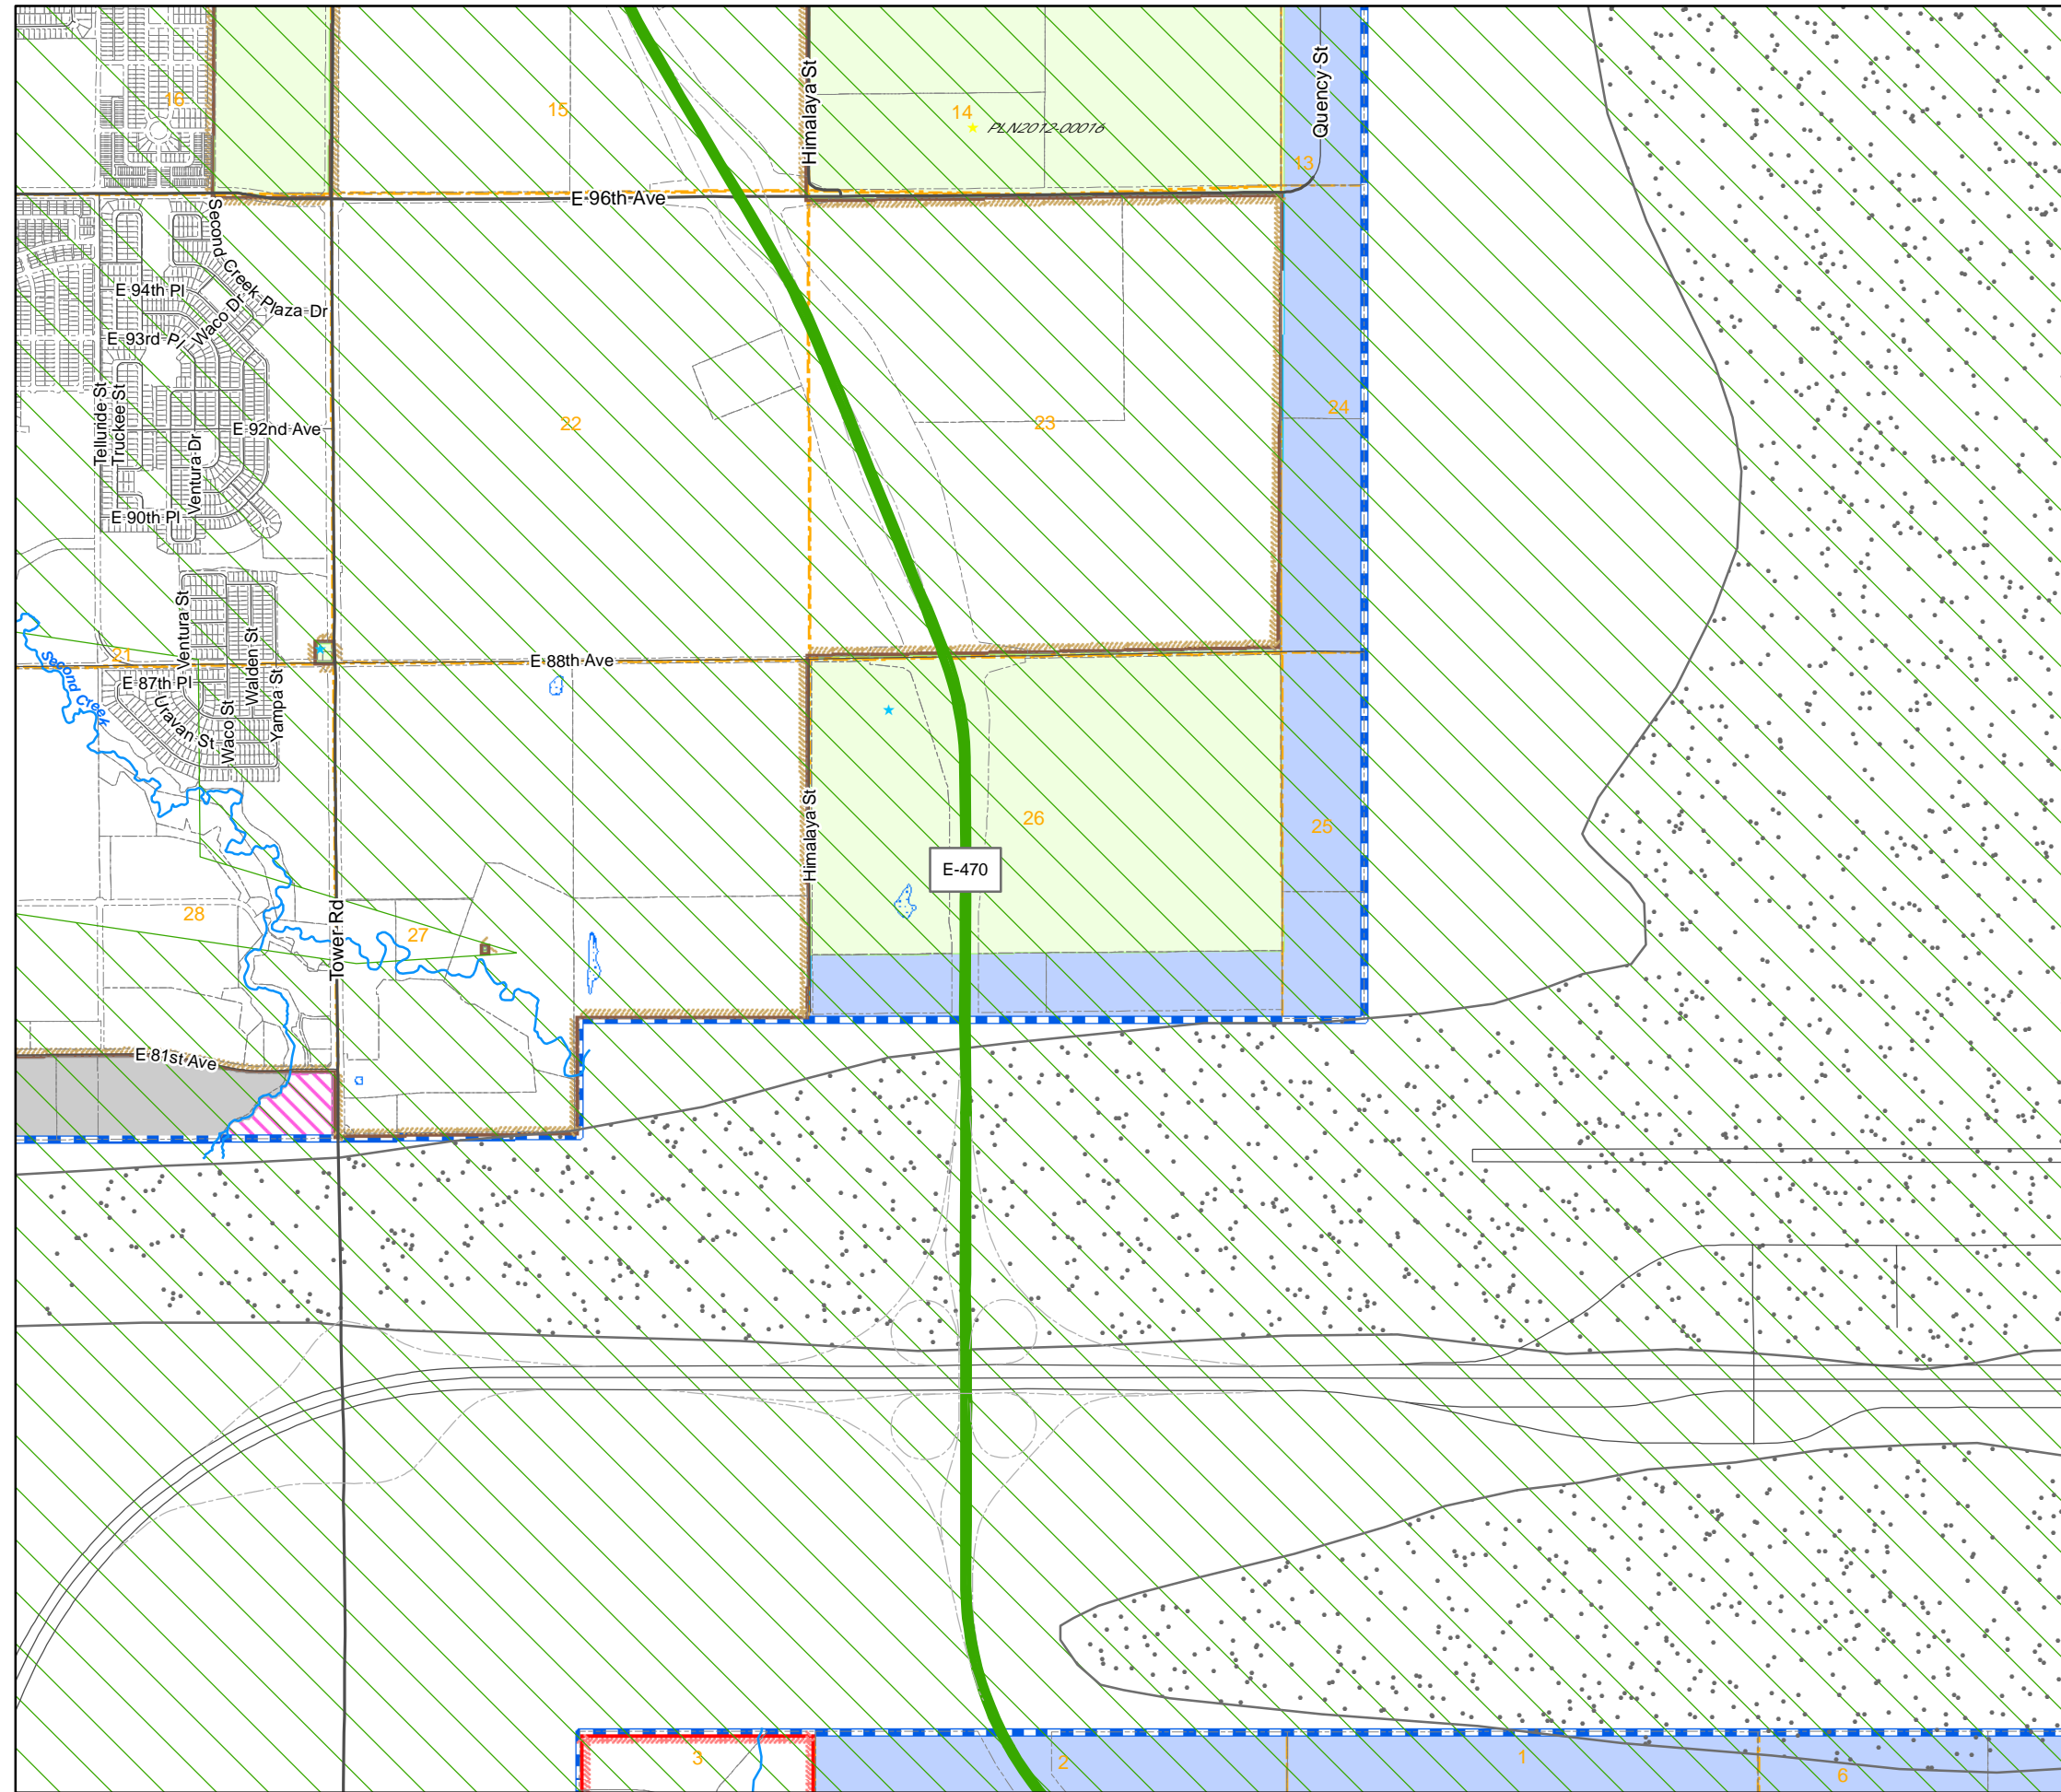 16
15
14
PLN2012-00016
13
Himalaya St
Quency St
E 96th Ave
Second Creek Plaza Dr
E 94th Pl
Waco Dr
E 93rd Pl
Telluride St
Truckee St
Ventura Dr
E 92nd Ave
E 90th Pl
22
23
24
21
Second Creek
Ventura St
Walden St
E 88th Ave
E 87th Pl
Uravan St
Waco St
Yampa St
Himalaya St
26
25
E-470
28
27
Tower Rd
E 81st Ave
3
2
1
6